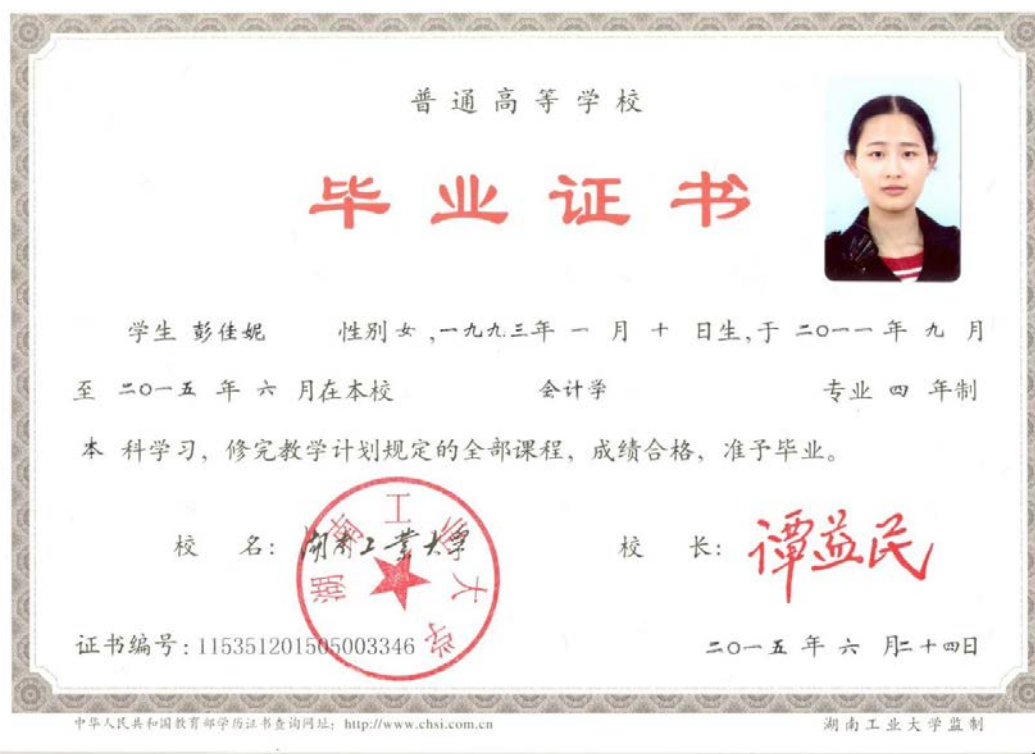 普通高等学校
毕业证书
学生 彭佳妮 性别 女 ,一九九三年 一 月 十 日生,于 二〇一一 年 九 月
至 二〇一五 年 六 月在本校 会计学 专业 四 年制
本 科学习，修完教学计划规定的全部课程，成绩合格，准予毕业。
校 名: 湖南工业大学 校 长: 谭益民
湖南工业大学
证书编号:115351201505003346 二〇一五 年 六 月二十四日
中华人民共和国教育部学历证书查询网址: http://www.chsi.com.cn 湖南工业大学监制